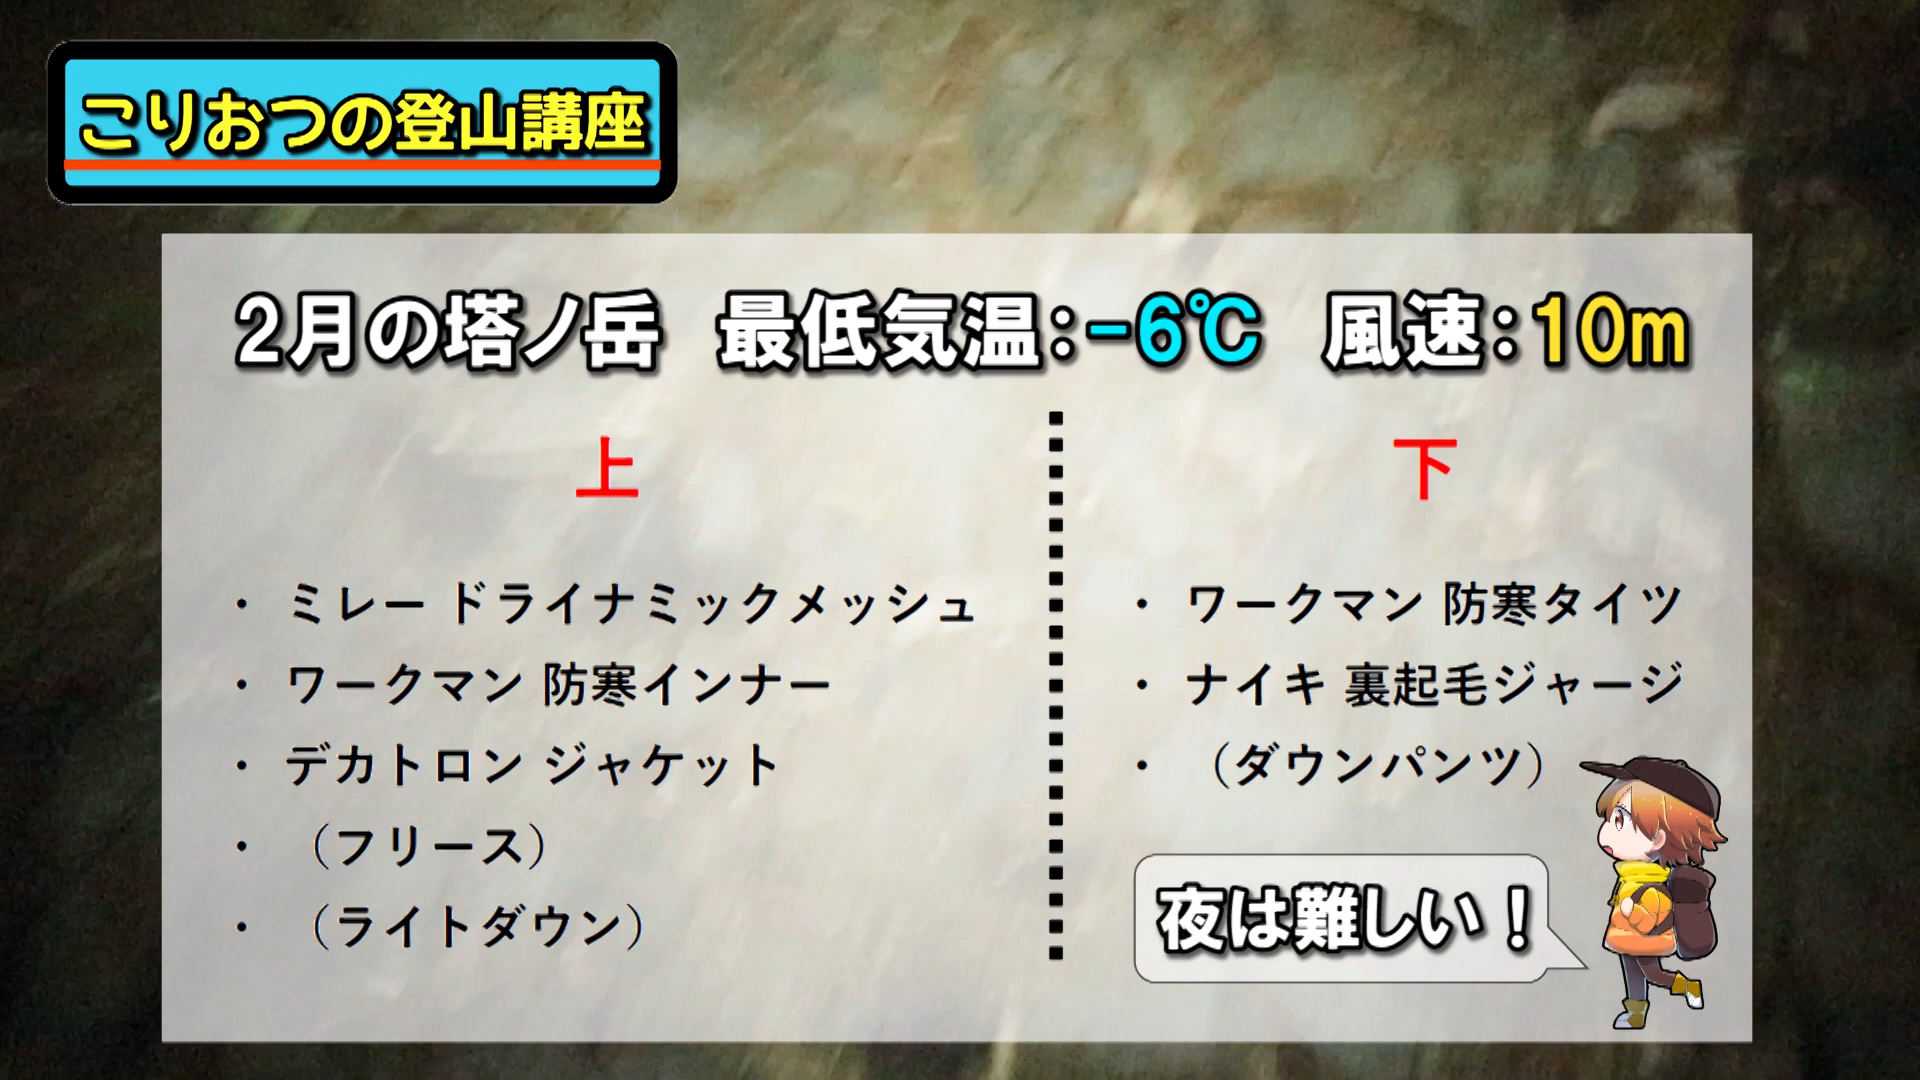 こりおつの登山講座
2月の塔ノ岳 最低気温:-6℃ 風速:10m
上
・ ミレー ドライナミックメッシュ
・ ワークマン 防寒インナー
・ デカトロン ジャケット
・ （フリース）
・ （ライトダウン）
下
・ ワークマン 防寒タイツ
・ ナイキ 裏起毛ジャージ
・ （ダウンパンツ）
夜は難しい！